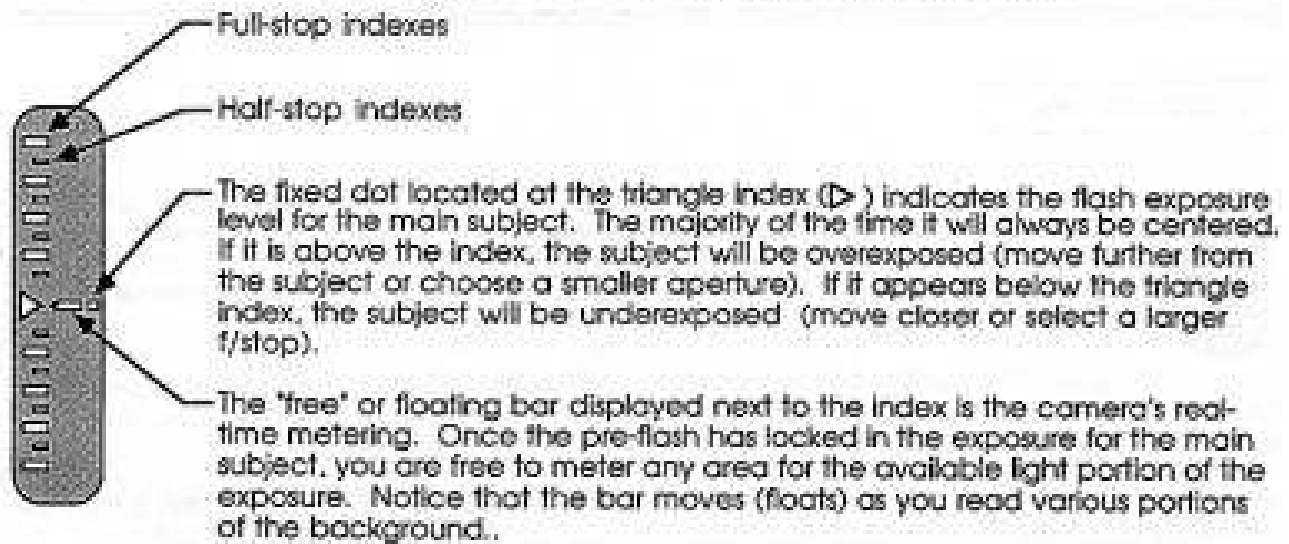 Full-stop indexes
Half-stop indexes
The fixed dot located at the triangle index (▷ ) indicates the flash exposure
level for the main subject. The majority of the time it will always be centered.
If it is above the index, the subject will be overexposed (move further from
the subject or choose a smaller aperture). If it appears below the triangle
index, the subject will be underexposed (move closer or select a larger
f/stop).
The "free" or floating bar displayed next to the index is the camera's real-
time metering. Once the pre-flash has locked in the exposure for the main
subject, you are free to meter any area for the available light portion of the
exposure. Notice that the bar moves (floats) as you read various portions
of the background..